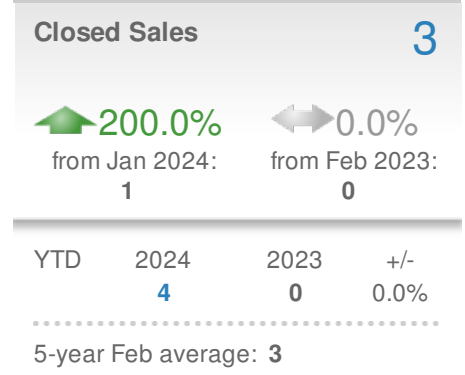 Closed Sales 3
200.0% 0.0%
from Jan 2024: from Feb 2023:
1 0
YTD 2024 2023 +/-
4 0 0.0%
5-year Feb average: 3